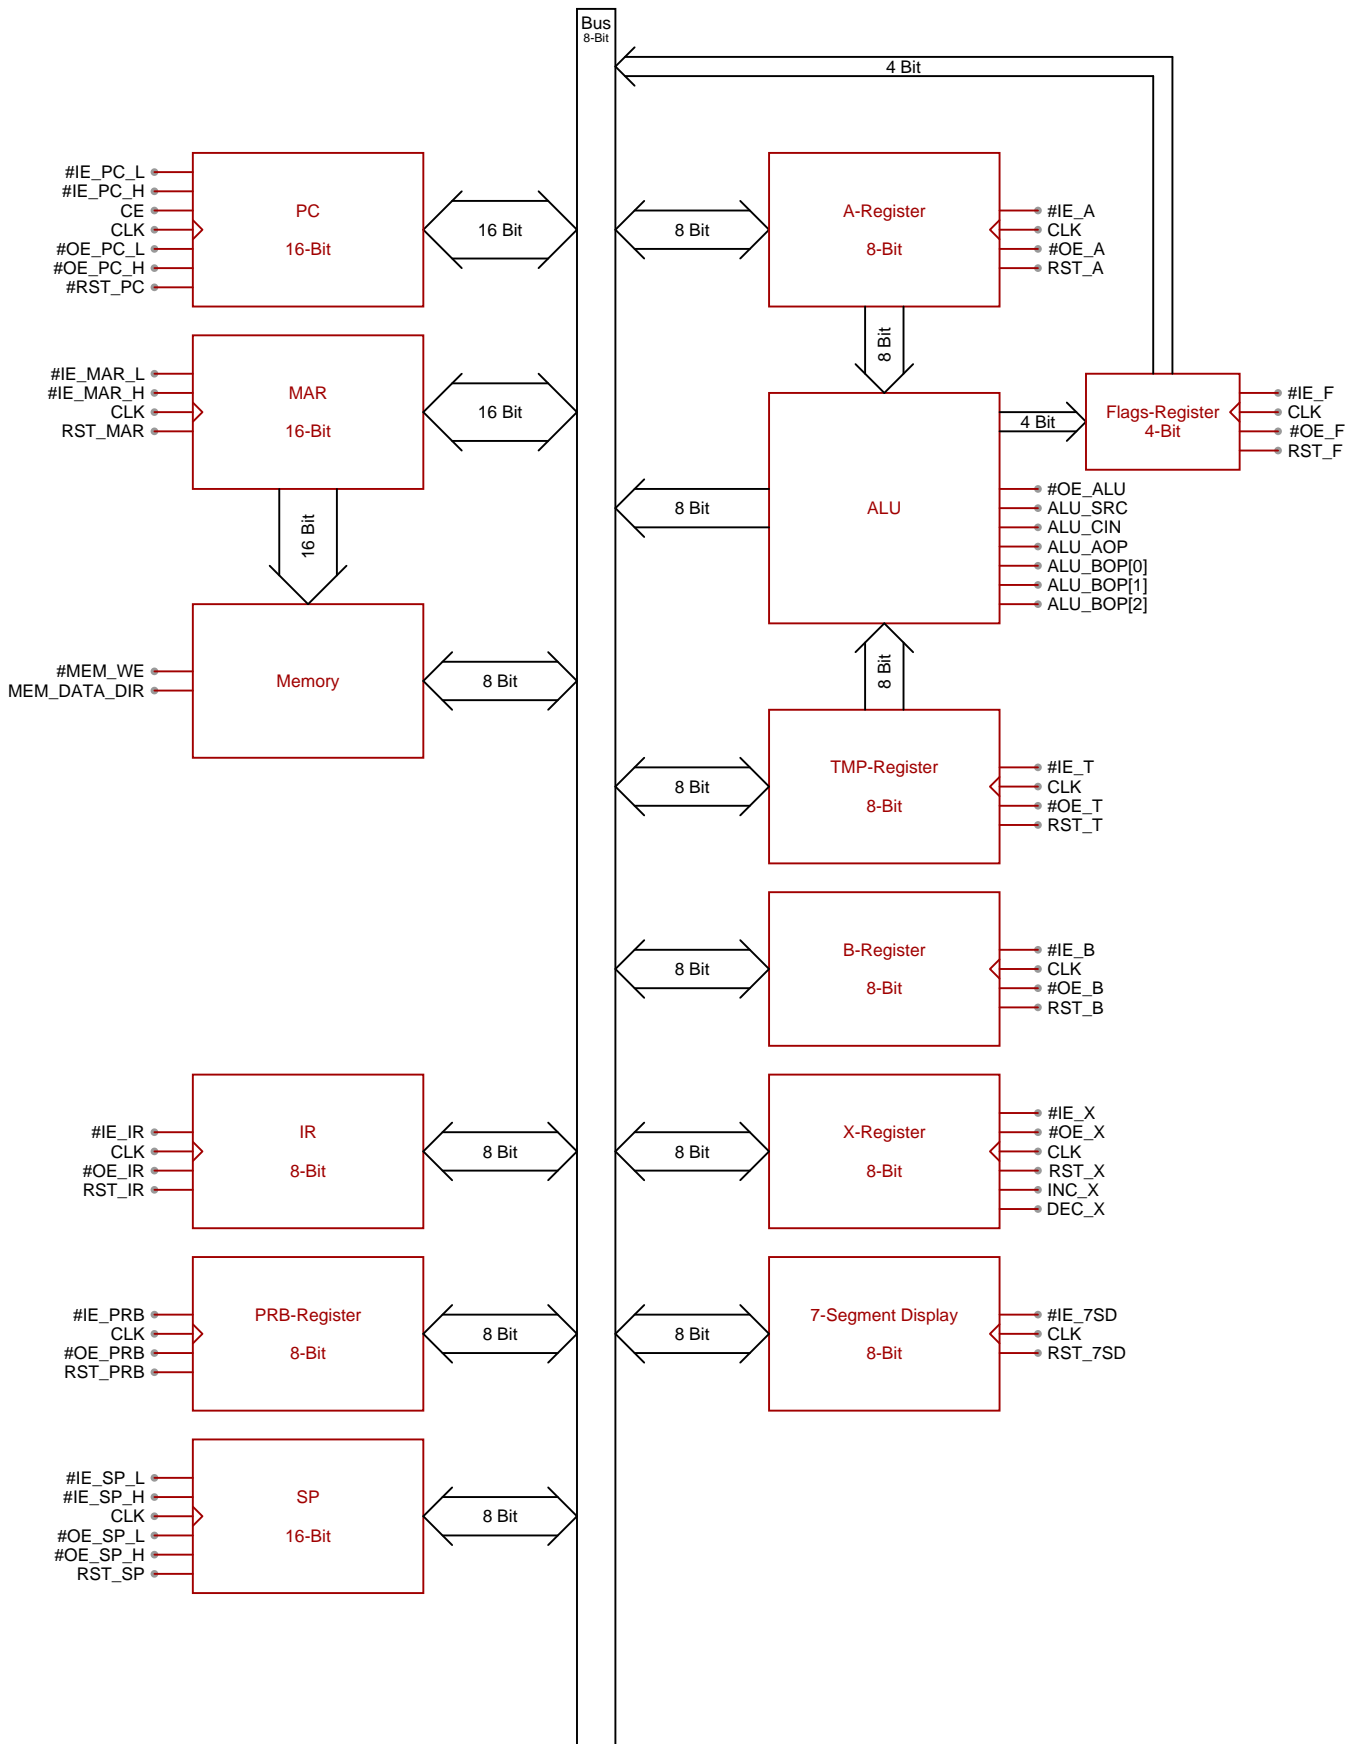 Bus
8-Bit
4 Bit
#IE_PC_L
#IE_PC_H
CE
CLK
#OE_PC_L
#OE_PC_H
#RST_PC
PC
16-Bit
16 Bit
8 Bit
A-Register
8-Bit
#IE_A
CLK
#OE_A
RST_A
8 Bit
#IE_MAR_L
#IE_MAR_H
CLK
RST_MAR
MAR
16-Bit
16 Bit
16 Bit
4 Bit
Flags-Register
4-Bit
#IE_F
CLK
#OE_F
RST_F
8 Bit
ALU
#OE_ALU
ALU_SRC
ALU_CIN
ALU_AOP
ALU_BOP[0]
ALU_BOP[1]
ALU_BOP[2]
#MEM_WE
MEM_DATA_DIR
Memory
8 Bit
8 Bit
8 Bit
TMP-Register
8-Bit
#IE_T
CLK
#OE_T
RST_T
8 Bit
B-Register
8-Bit
#IE_B
CLK
#OE_B
RST_B
#IE_IR
CLK
#OE_IR
RST_IR
IR
8-Bit
8 Bit
8 Bit
X-Register
8-Bit
#IE_X
#OE_X
CLK
RST_X
INC_X
DEC_X
#IE_PRB
CLK
#OE_PRB
RST_PRB
PRB-Register
8-Bit
8 Bit
8 Bit
7-Segment Display
8-Bit
#IE_7SD
CLK
RST_7SD
#IE_SP_L
#IE_SP_H
CLK
#OE_SP_L
#OE_SP_H
RST_SP
SP
16-Bit
8 Bit